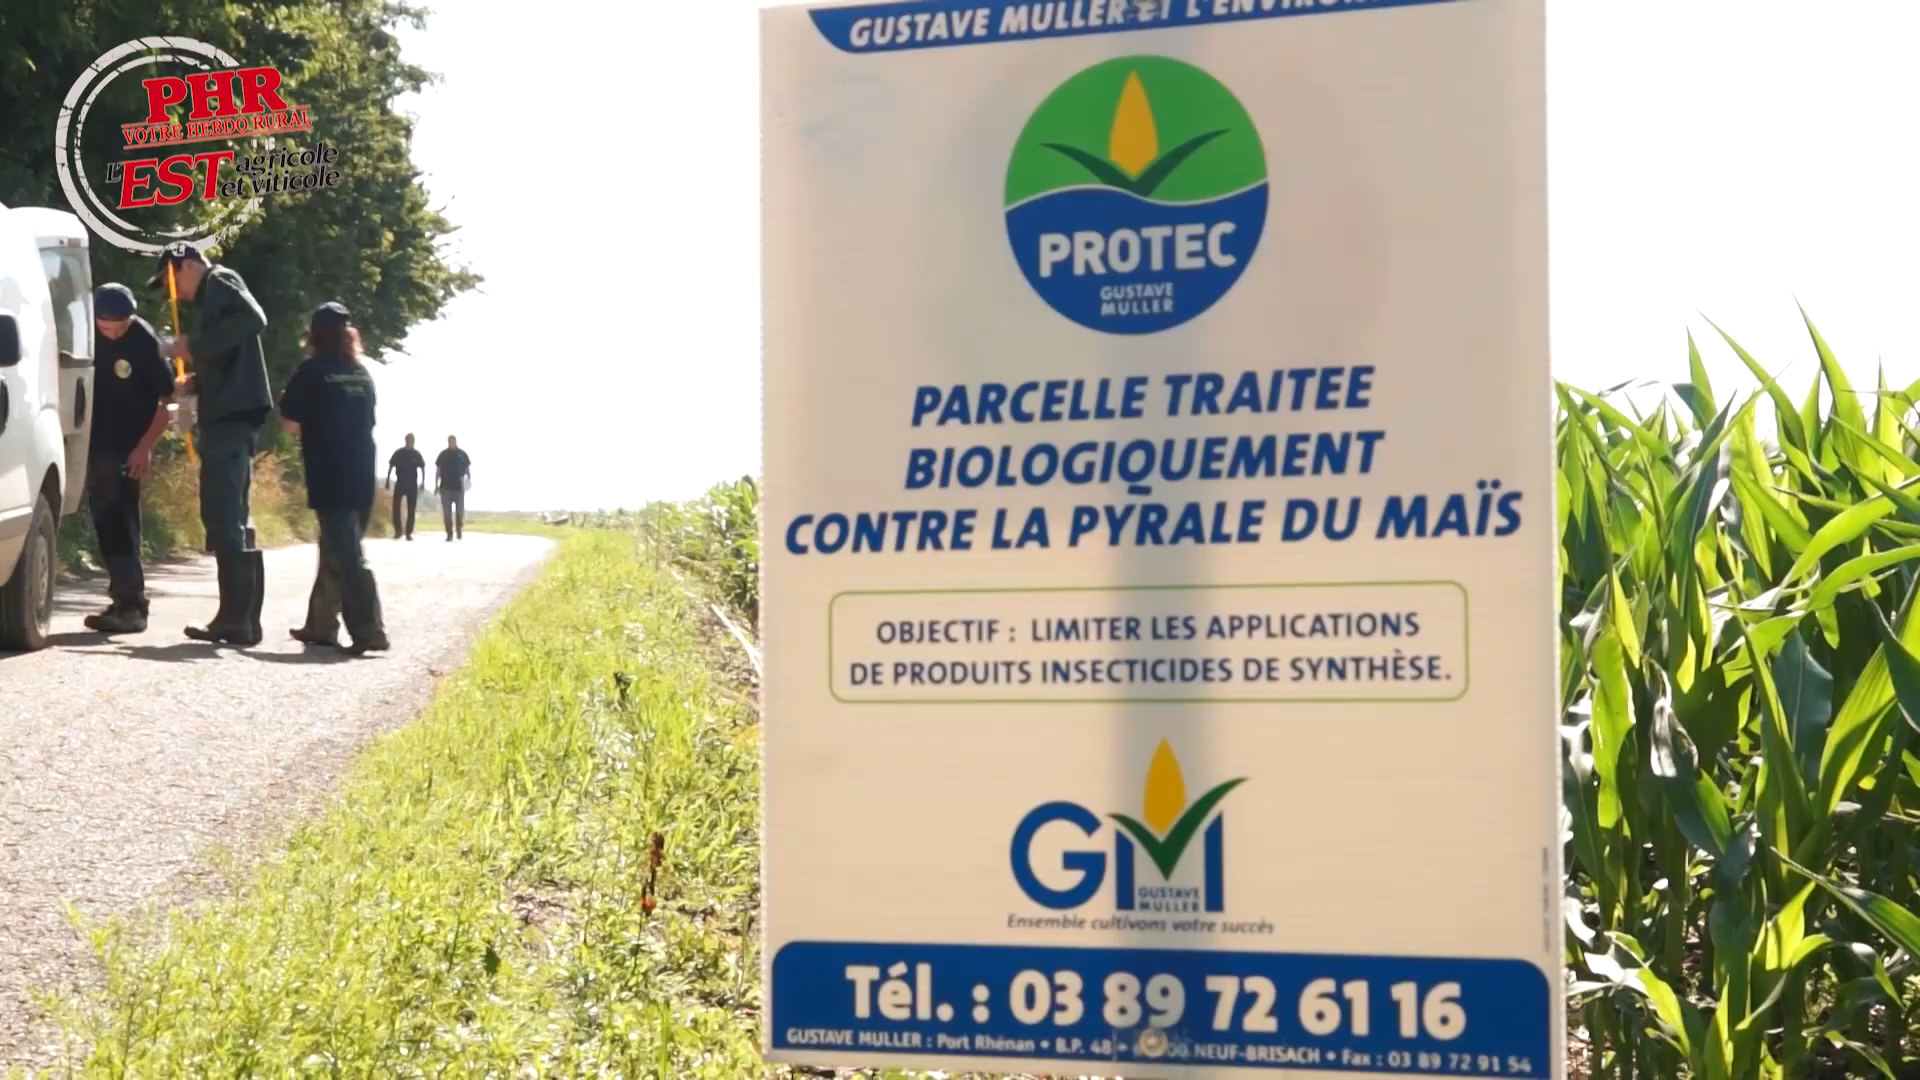 PHR
VOTRE HEBDO RURAL
L'EST agricole
et viticole
GUSTAVE MULLER ET L'ENVIRON
PROTEC
GUSTAVE
MULLER
PARCELLE TRAITEE
BIOLOGIQUEMENT
CONTRE LA PYRALE DU MAÏS
OBJECTIF : LIMITER LES APPLICATIONS
DE PRODUITS INSECTICIDES DE SYNTHÈSE.
GM
GUSTAVE
MULLER
Ensemble cultivons votre succès
Tél. : 03 89 72 61 16
GUSTAVE MULLER : Port Rhénan • B.P. 48 • NEUF-BRISACH • Fax : 03 89 72 91 54